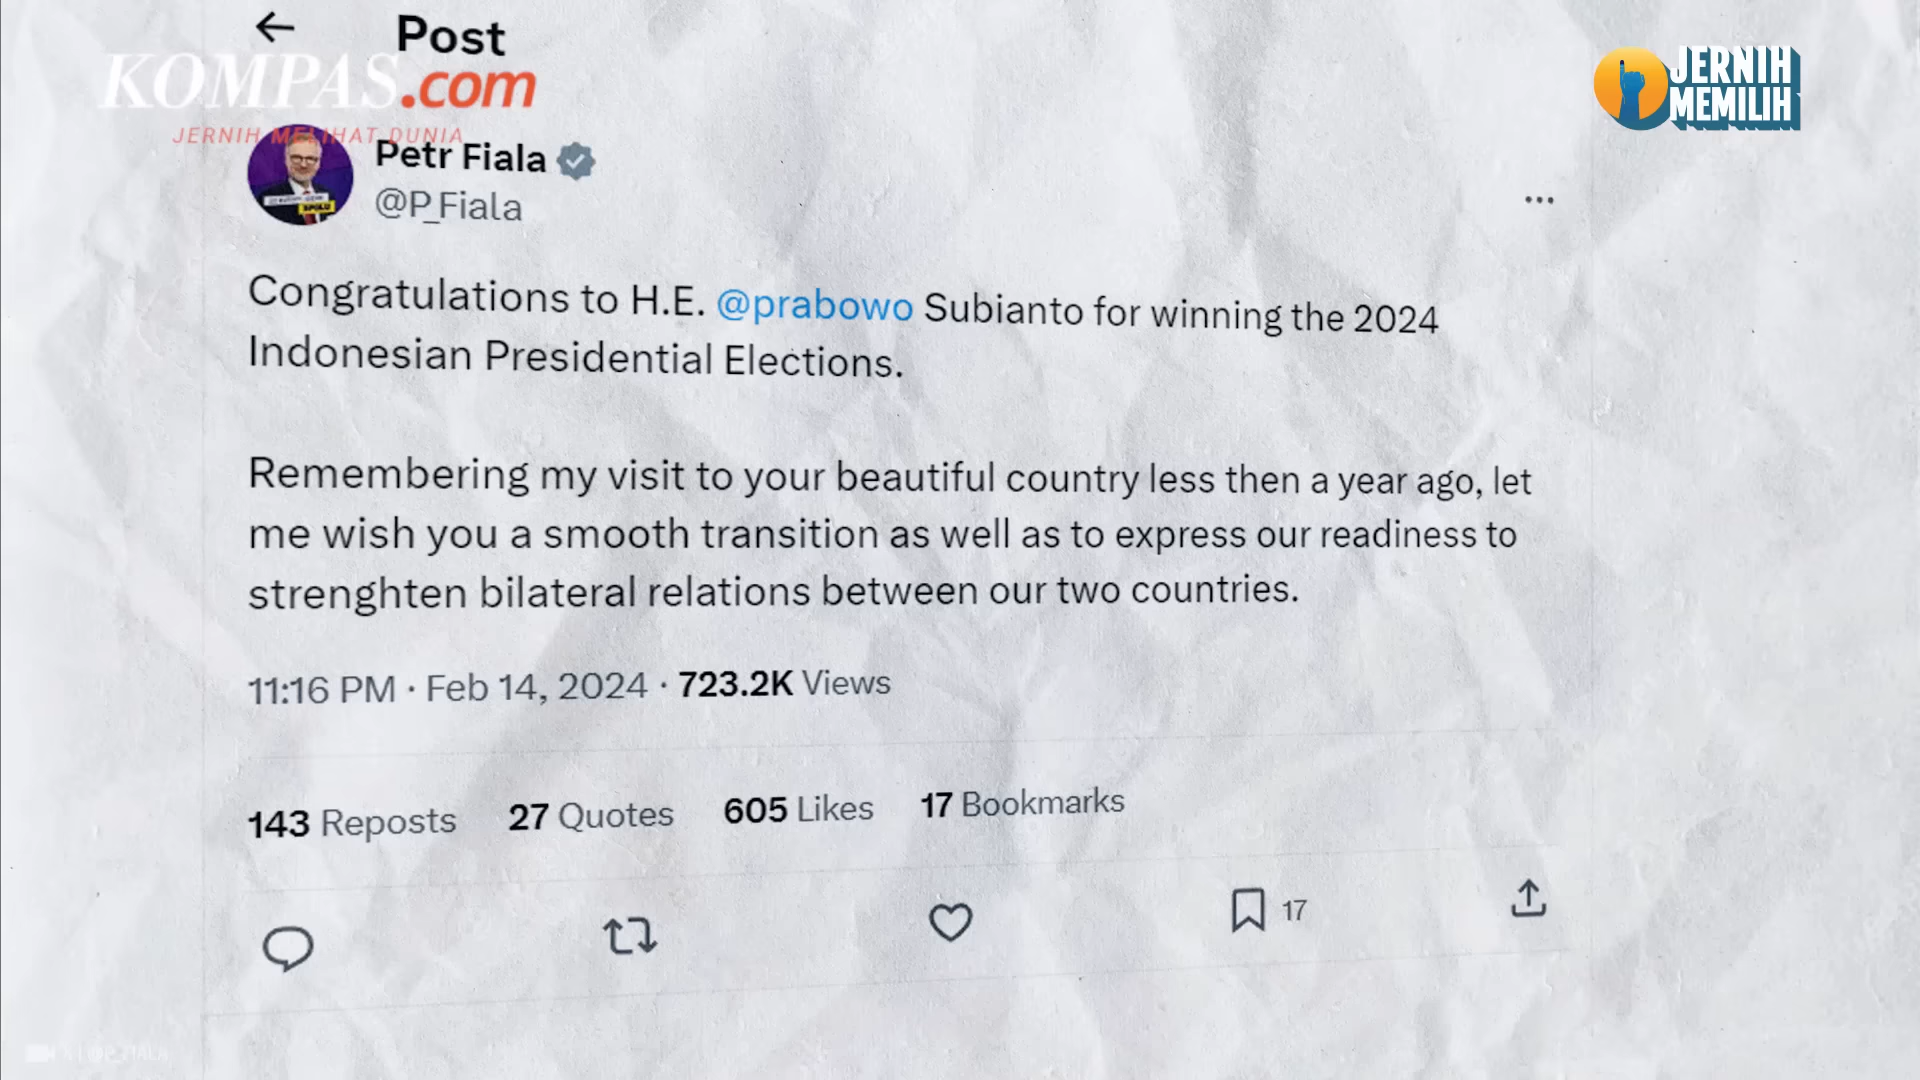 Post
KOMPAS.com
JERNIH MELIHAT DUNIA
JERNIH
MEMILIH
Petr Fiala
@P_Fiala
Congratulations to H.E. @prabowo Subianto for winning the 2024
Indonesian Presidential Elections.
Remembering my visit to your beautiful country less then a year ago, let
me wish you a smooth transition as well as to express our readiness to
strenghten bilateral relations between our two countries.
11:16 PM · Feb 14, 2024 · 723.2K Views
143 Reposts 27 Quotes 605 Likes 17 Bookmarks
17